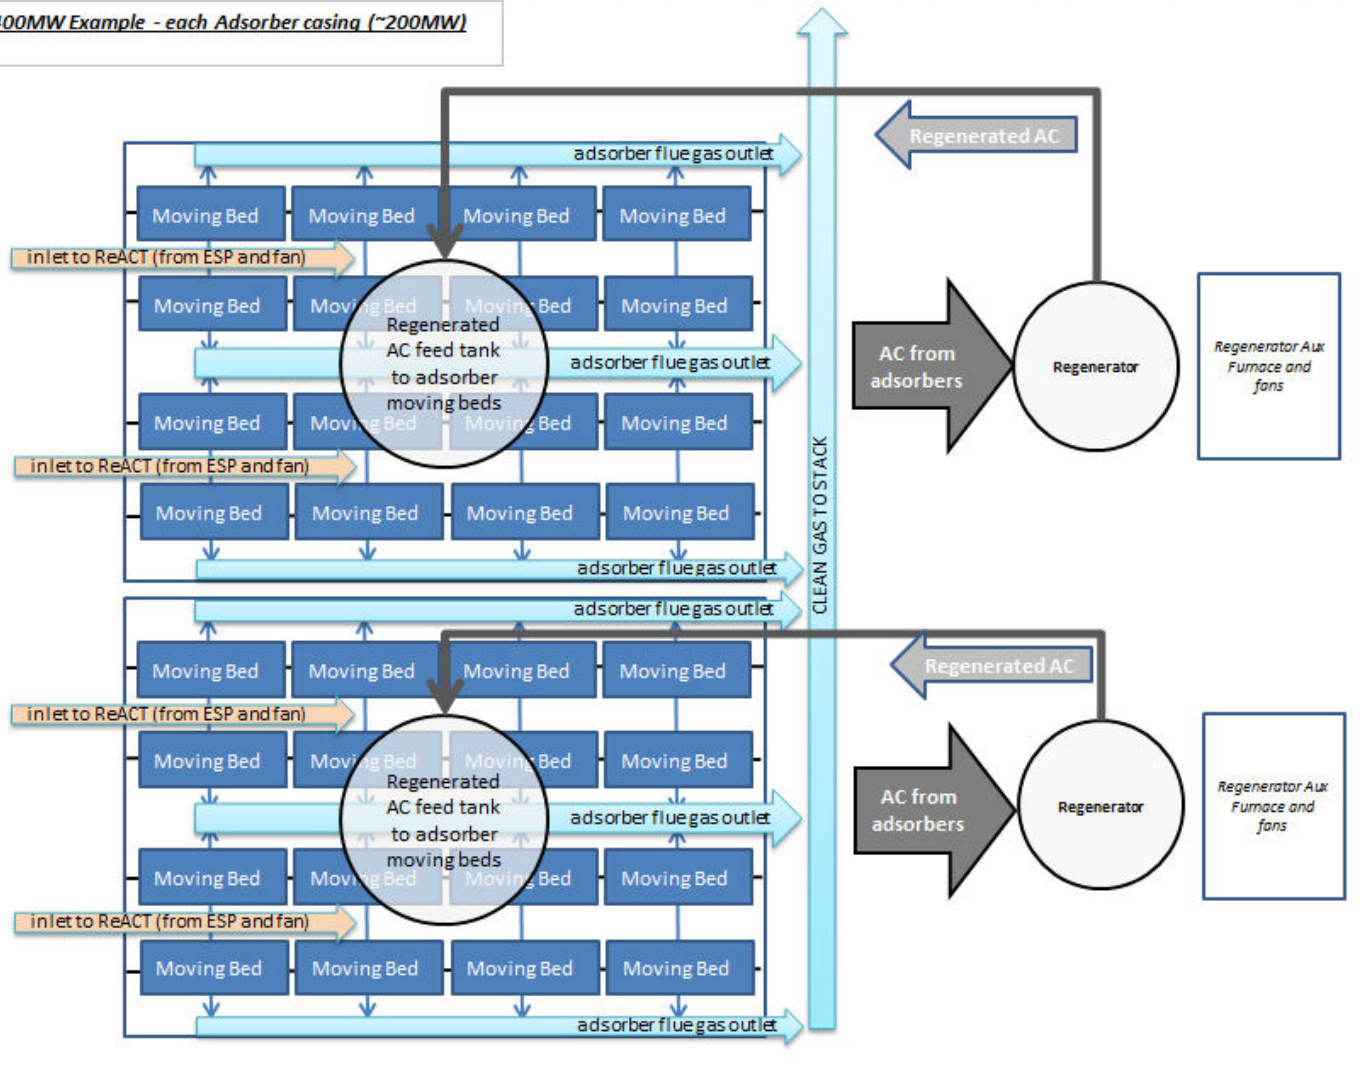 00MW Example - each Adsorber casing (~200MW)
Regenerated AC
adsorber flue gas outlet
Moving Bed Moving Bed Moving Bed Moving Bed
inlet to ReACT (from ESP and fan)
Moving Bed Moving Bed Moving Bed Moving Bed
Regenerated
AC feed tank
to adsorber
moving beds
adsorber flue gas outlet
AC from
adsorbers
Regenerator
Regenerator Aux
Furnace and
fans
Moving Bed Moving Bed Moving Bed Moving Bed
inlet to ReACT (from ESP and fan)
Moving Bed Moving Bed Moving Bed Moving Bed
adsorber flue gas outlet
CLEAN GAS TO STACK
adsorber flue gas outlet
Regenerated AC
Moving Bed Moving Bed Moving Bed Moving Bed
inlet to ReACT (from ESP and fan)
Moving Bed Moving Bed Moving Bed Moving Bed
Regenerated
AC feed tank
to adsorber
moving beds
adsorber flue gas outlet
AC from
adsorbers
Regenerator
Regenerator Aux
Furnace and
fans
Moving Bed Moving Bed Moving Bed Moving Bed
inlet to ReACT (from ESP and fan)
Moving Bed Moving Bed Moving Bed Moving Bed
adsorber flue gas outlet